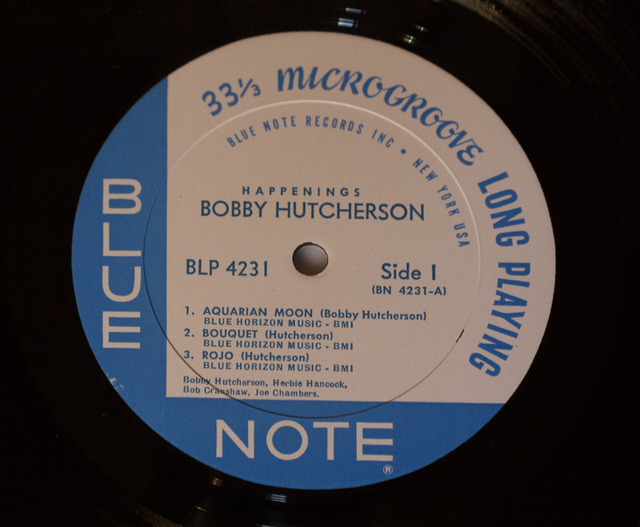 33⅓ MICROGROOVE LONG PLAYING
BLUE NOTE RECORDS INC • NEW YORK USA
HAPPENINGS
BOBBY HUTCHERSON
BLP 4231
Side 1
(BN 4231-A)
1. AQUARIAN MOON (Bobby Hutcherson)
BLUE HORIZON MUSIC - BMI
2. BOUQUET (Hutcherson)
BLUE HORIZON MUSIC - BMI
3. ROJO (Hutcherson)
BLUE HORIZON MUSIC - BMI
Bobby Hutcherson, Herbie Hancock,
Bob Cranshaw, Joe Chambers.
BLUE
NOTE®